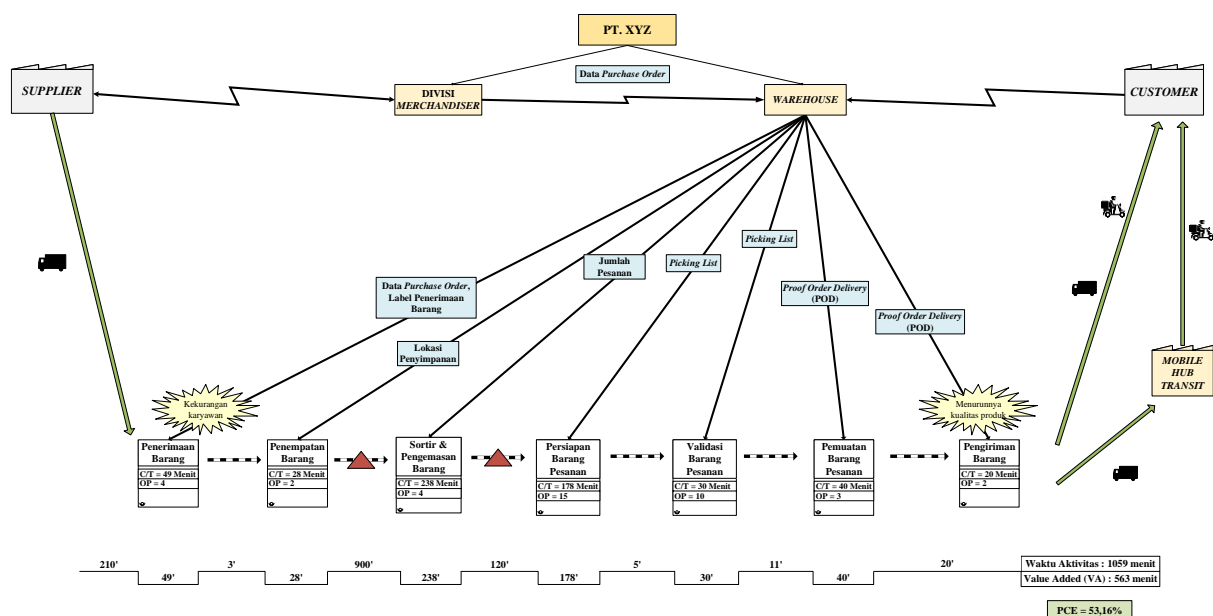 PT. XYZ
Data Purchase Order
SUPPLIER
DIVISI
MERCHANDISER
WAREHOUSE
CUSTOMER
Picking List
Jumlah
Pesanan
Picking List
Data Purchase Order,
Label Penerimaan
Barang
Proof Order Delivery
(POD)
Proof Order Delivery
(POD)
Lokasi
Penyimpanan
MOBILE
HUB
TRANSIT
Kekurangan
karyawan
Menurunnya
kualitas produk
Penerimaan
Barang
C/T = 49 Menit
OP = 4
Penempatan
Barang
C/T = 28 Menit
OP = 2
Sortir &
Pengemasan
Barang
C/T = 238 Menit
OP = 4
Persiapan
Barang
Pesanan
C/T = 178 Menit
OP = 15
Validasi
Barang
Pesanan
C/T = 30 Menit
OP = 10
Pemuatan
Barang
Pesanan
C/T = 40 Menit
OP = 3
Pengiriman
Barang
C/T = 20 Menit
OP = 2
210' 3' 900' 120' 5' 11' 20'
49' 28' 238' 178' 30' 40'
Waktu Aktivitas : 1059 menit
Value Added (VA) : 563 menit
PCE = 53,16%